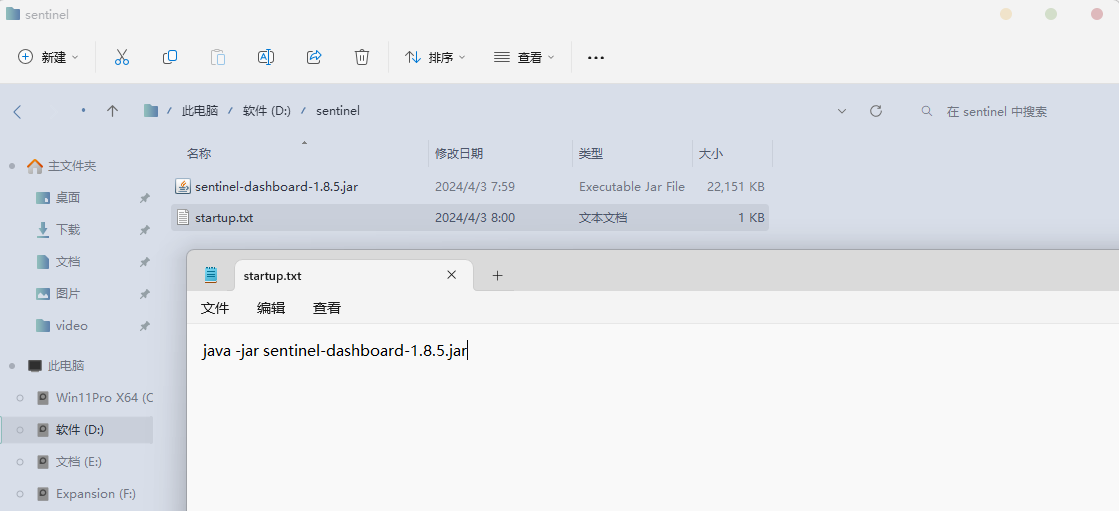 sentinel
新建
排序
查看
此电脑 / 软件 (D:) / sentinel
在 sentinel 中搜索
名称 修改日期 类型 大小
主文件夹
sentinel-dashboard-1.8.5.jar 2024/4/3 7:59 Executable Jar File 22,151 KB
桌面
startup.txt 2024/4/3 8:00 文本文档 1 KB
下载
文档
图片
video
此电脑
Win11Pro X64 (C
软件 (D:)
文档 (E:)
Expansion (F:)
startup.txt
文件 编辑 查看
java -jar sentinel-dashboard-1.8.5.jar